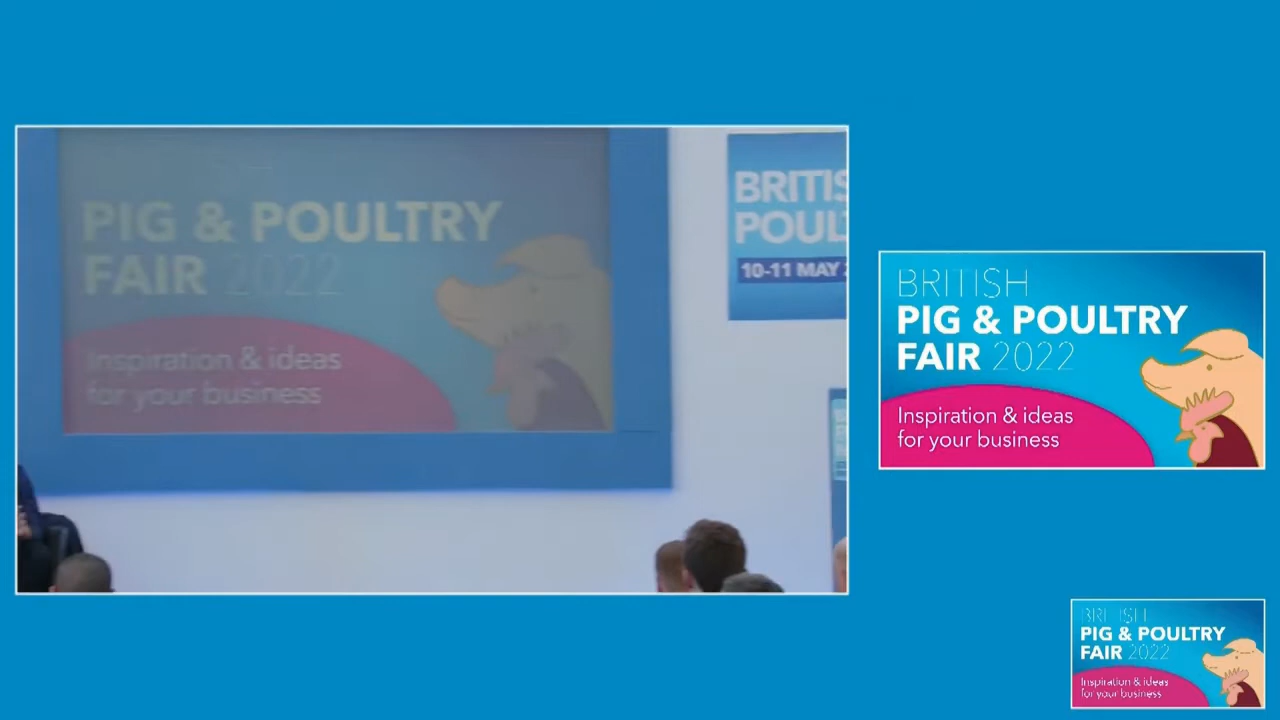 PIG & POULTRY
FAIR 2022
Inspiration & ideas
for your business
BRITIS
POUL
10-11 MAY
BRITISH
PIG & POULTRY
FAIR 2022
Inspiration & ideas
for your business
BRITISH
PIG & POULTRY
FAIR 2022
Inspiration & ideas
for your business